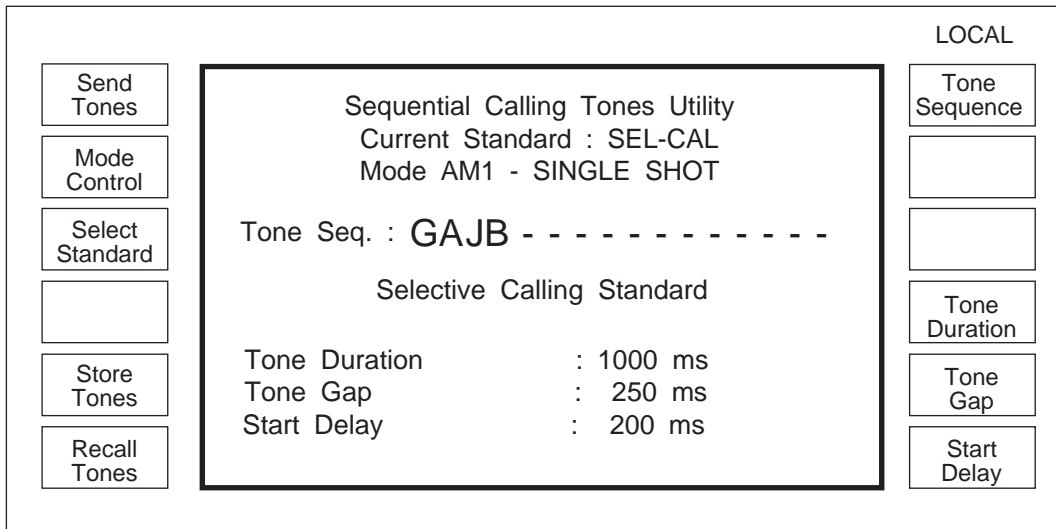 LOCAL
Send
Tones
Mode
Control
Select
Standard
Store
Tones
Recall
Tones
Sequential Calling Tones Utility
Current Standard : SEL-CAL
Mode AM1 - SINGLE SHOT
Tone Seq. : GAJB - - - - - - - - - - - -
Selective Calling Standard
Tone Duration : 1000 ms
Tone Gap : 250 ms
Start Delay : 200 ms
Tone
Sequence
Tone
Duration
Tone
Gap
Start
Delay